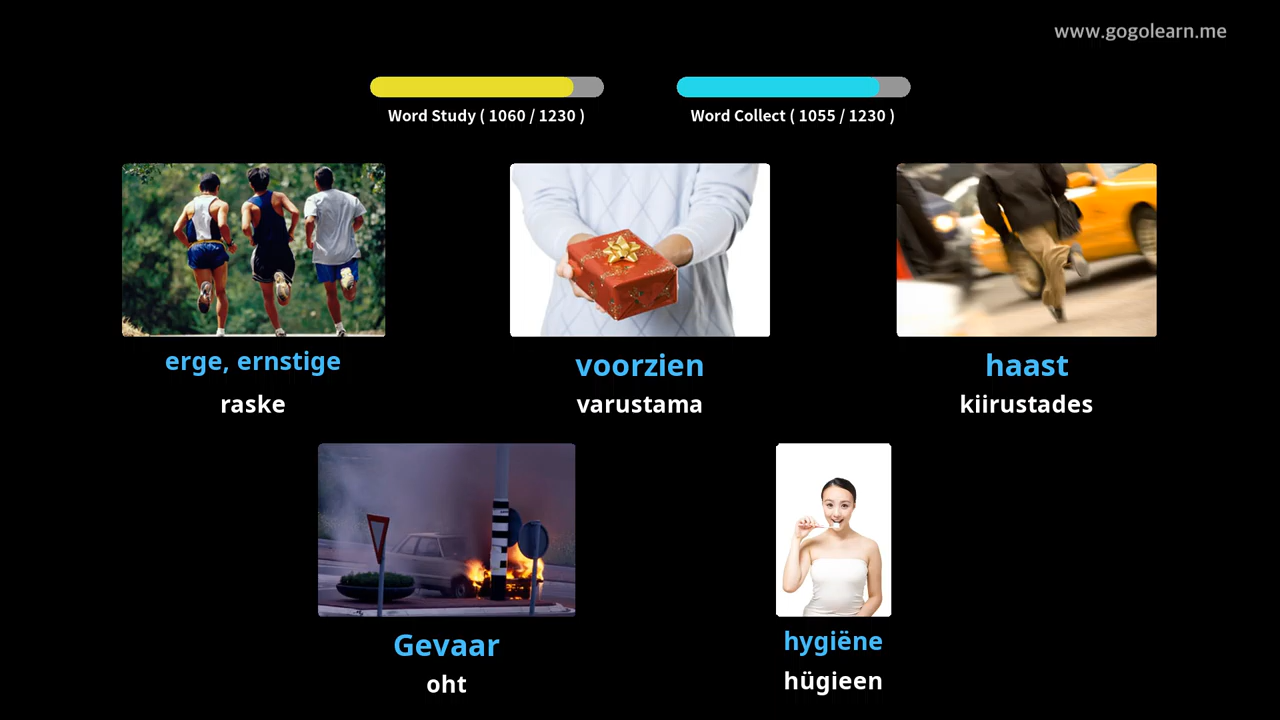 www.gogolearn.me
Word Study ( 1060 / 1230 )
Word Collect ( 1055 / 1230 )
erge, ernstige
raske
voorzien
varustama
haast
kiirustades
Gevaar
oht
hygiëne
hügieen